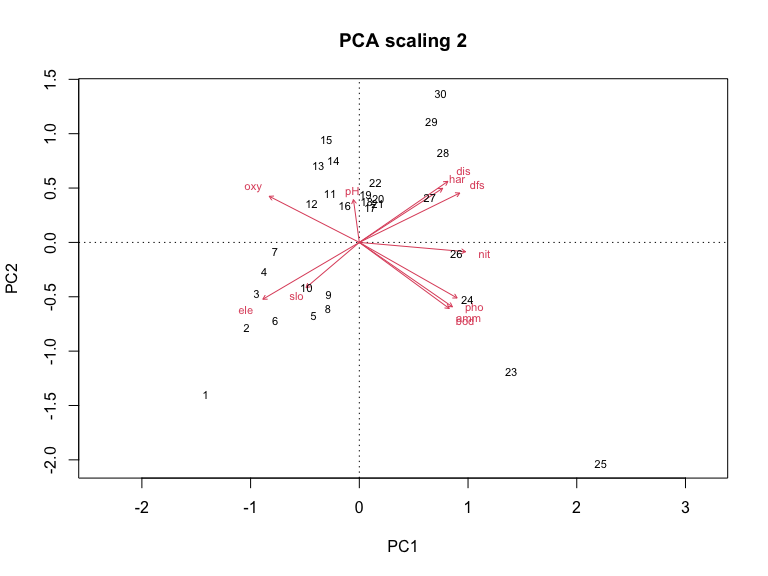 PCA scaling 2
1.5
30
29
15
1.0
28
14
13
dis
har
oxy
dfs
22
pH
0.5
11
19
20
27
12
16
18
21
17
0.0
7
26
nit
4
10
3
9
slo
24
-0.5
ele
8
pho
5
amm
6
bod
2
-1.0
PC2
23
1
-1.5
25
-2.0
-2 -1 0 1 2 3
PC1